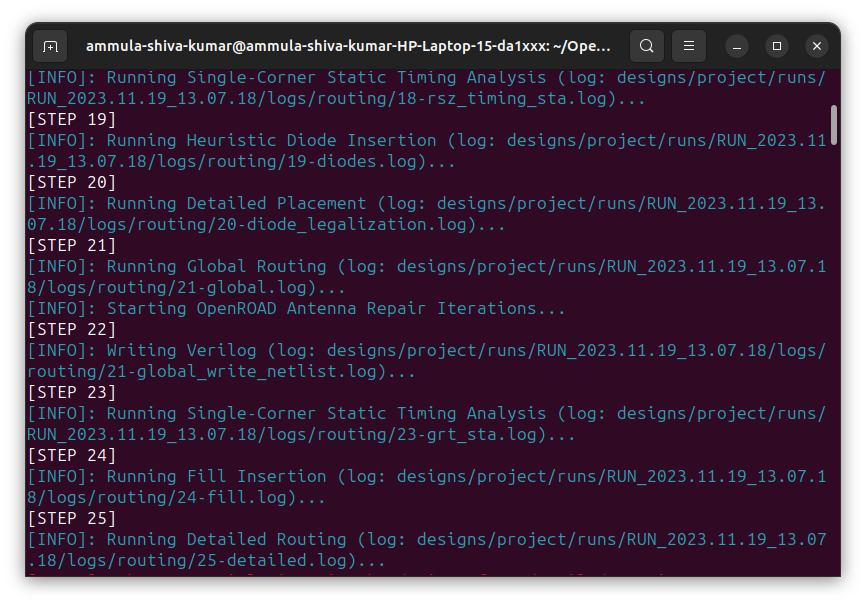 ammula-shiva-kumar@ammula-shiva-kumar-HP-Laptop-15-da1xxx: ~/Ope...
[INFO]: Running Single-Corner Static Timing Analysis (log: designs/project/runs/
RUN_2023.11.19_13.07.18/logs/routing/18-rsz_timing_sta.log)...
[STEP 19]
[INFO]: Running Heuristic Diode Insertion (log: designs/project/runs/RUN_2023.11
.19_13.07.18/logs/routing/19-diodes.log)...
[STEP 20]
[INFO]: Running Detailed Placement (log: designs/project/runs/RUN_2023.11.19_13.
07.18/logs/routing/20-diode_legalization.log)...
[STEP 21]
[INFO]: Running Global Routing (log: designs/project/runs/RUN_2023.11.19_13.07.1
8/logs/routing/21-global.log)...
[INFO]: Starting OpenROAD Antenna Repair Iterations...
[STEP 22]
[INFO]: Writing Verilog (log: designs/project/runs/RUN_2023.11.19_13.07.18/logs/
routing/21-global_write_netlist.log)...
[STEP 23]
[INFO]: Running Single-Corner Static Timing Analysis (log: designs/project/runs/
RUN_2023.11.19_13.07.18/logs/routing/23-grt_sta.log)...
[STEP 24]
[INFO]: Running Fill Insertion (log: designs/project/runs/RUN_2023.11.19_13.07.1
8/logs/routing/24-fill.log)...
[STEP 25]
[INFO]: Running Detailed Routing (log: designs/project/runs/RUN_2023.11.19_13.07
.18/logs/routing/25-detailed.log)...